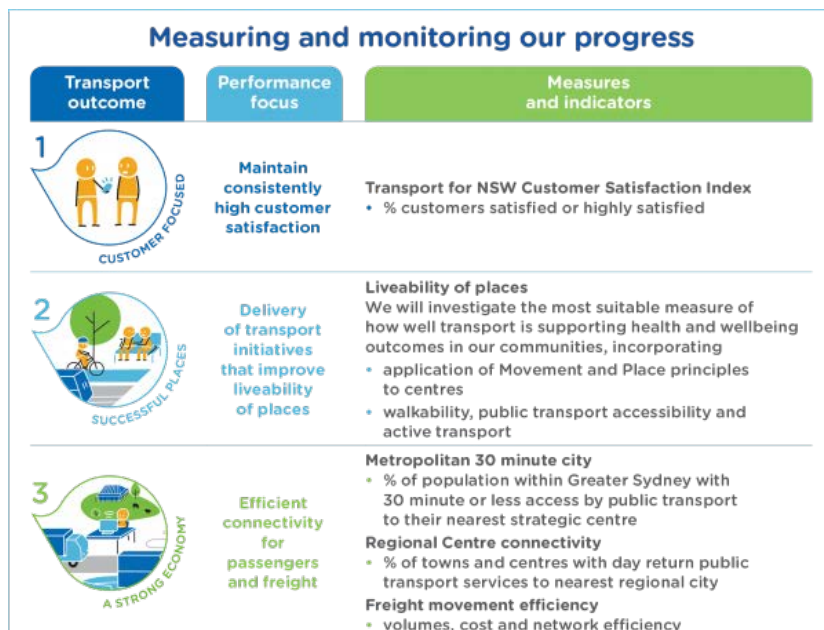 Measuring and monitoring our progress
Transport
outcome
Performance
focus
Measures
and indicators
1
CUSTOMER FOCUSED
Maintain
consistently
high customer
satisfaction
Transport for NSW Customer Satisfaction Index
• % customers satisfied or highly satisfied
2
SUCCESSFUL PLACES
Delivery
of transport
initiatives
that improve
liveability
of places
Liveability of places
We will investigate the most suitable measure of
how well transport is supporting health and wellbeing
outcomes in our communities, incorporating
• application of Movement and Place principles
to centres
• walkability, public transport accessibility and
active transport
3
A STRONG ECONOMY
Efficient
connectivity
for
passengers
and freight
Metropolitan 30 minute city
• % of population within Greater Sydney with
30 minute or less access by public transport
to their nearest strategic centre
Regional Centre connectivity
• % of towns and centres with day return public
transport services to nearest regional city
Freight movement efficiency
• volumes, cost and network efficiency